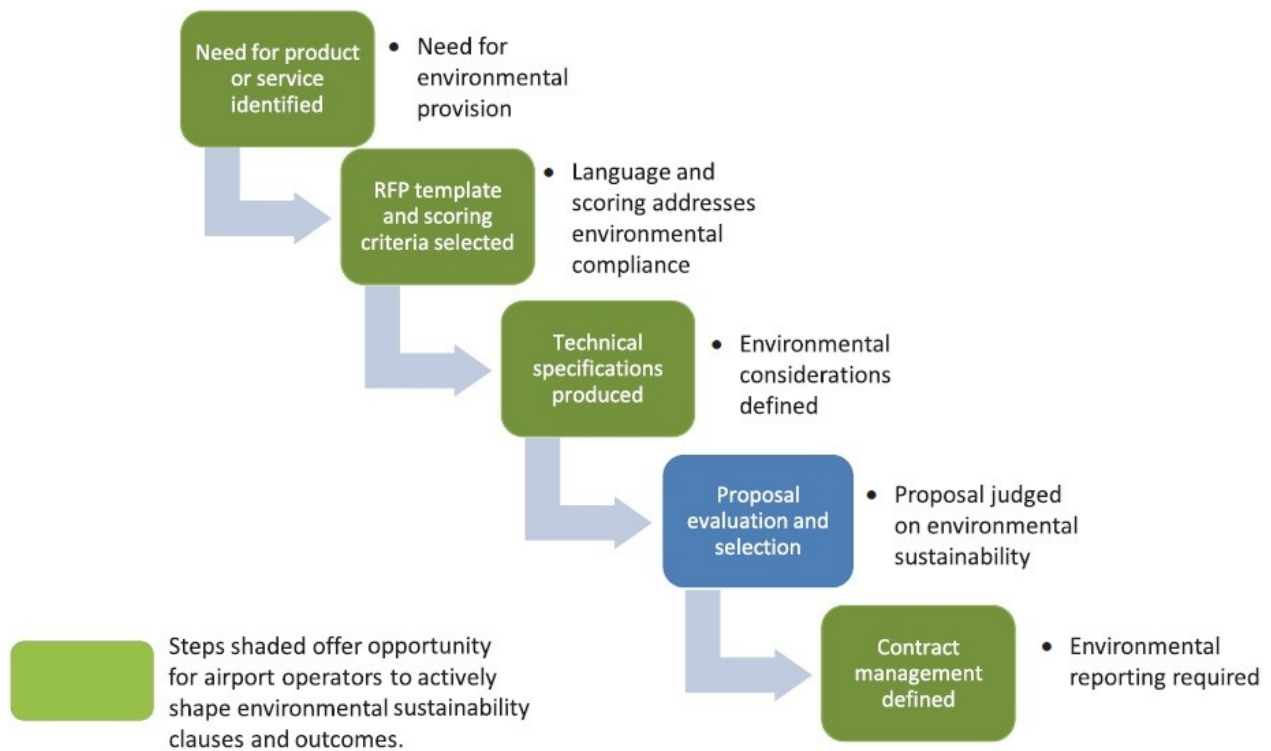 Need for product
or service
identified
• Need for
environmental
provision
RFP template
and scoring
criteria selected
• Language and
scoring addresses
environmental
compliance
Technical
specifications
produced
• Environmental
considerations
defined
Proposal
evaluation and
selection
• Proposal judged
on environmental
sustainability
Contract
management
defined
• Environmental
reporting required
Steps shaded offer opportunity
for airport operators to actively
shape environmental sustainability
clauses and outcomes.